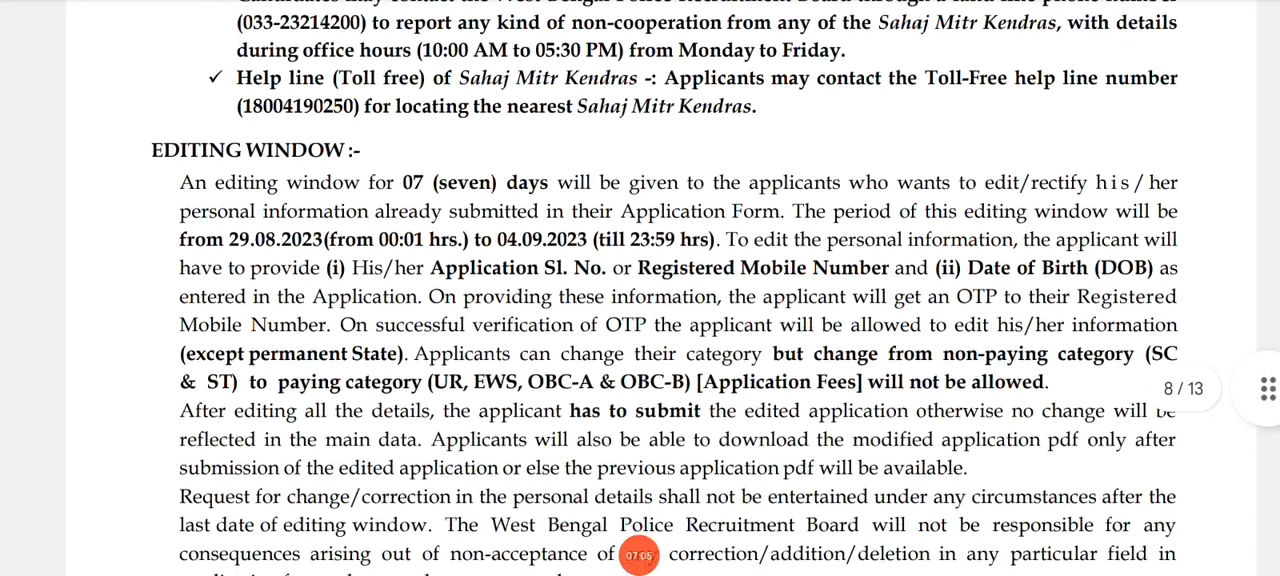 (033-23214200) to report any kind of non-cooperation from any of the Sahaj Mitr Kendras, with details
during office hours (10:00 AM to 05:30 PM) from Monday to Friday.
✓ Help line (Toll free) of Sahaj Mitr Kendras -: Applicants may contact the Toll-Free help line number
(18004190250) for locating the nearest Sahaj Mitr Kendras.
EDITING WINDOW :-
An editing window for 07 (seven) days will be given to the applicants who wants to edit/rectify his/her
personal information already submitted in their Application Form. The period of this editing window will be
from 29.08.2023(from 00:01 hrs.) to 04.09.2023 (till 23:59 hrs). To edit the personal information, the applicant will
have to provide (i) His/her Application Sl. No. or Registered Mobile Number and (ii) Date of Birth (DOB) as
entered in the Application. On providing these information, the applicant will get an OTP to their Registered
Mobile Number. On successful verification of OTP the applicant will be allowed to edit his/her information
(except permanent State). Applicants can change their category but change from non-paying category (SC
& ST) to paying category (UR, EWS, OBC-A & OBC-B) [Application Fees] will not be allowed.
8 / 13
After editing all the details, the applicant has to submit the edited application otherwise no change will be
reflected in the main data. Applicants will also be able to download the modified application pdf only after
submission of the edited application or else the previous application pdf will be available.
Request for change/correction in the personal details shall not be entertained under any circumstances after the
last date of editing window. The West Bengal Police Recruitment Board will not be responsible for any
consequences arising out of non-acceptance of 07:05 correction/addition/deletion in any particular field in